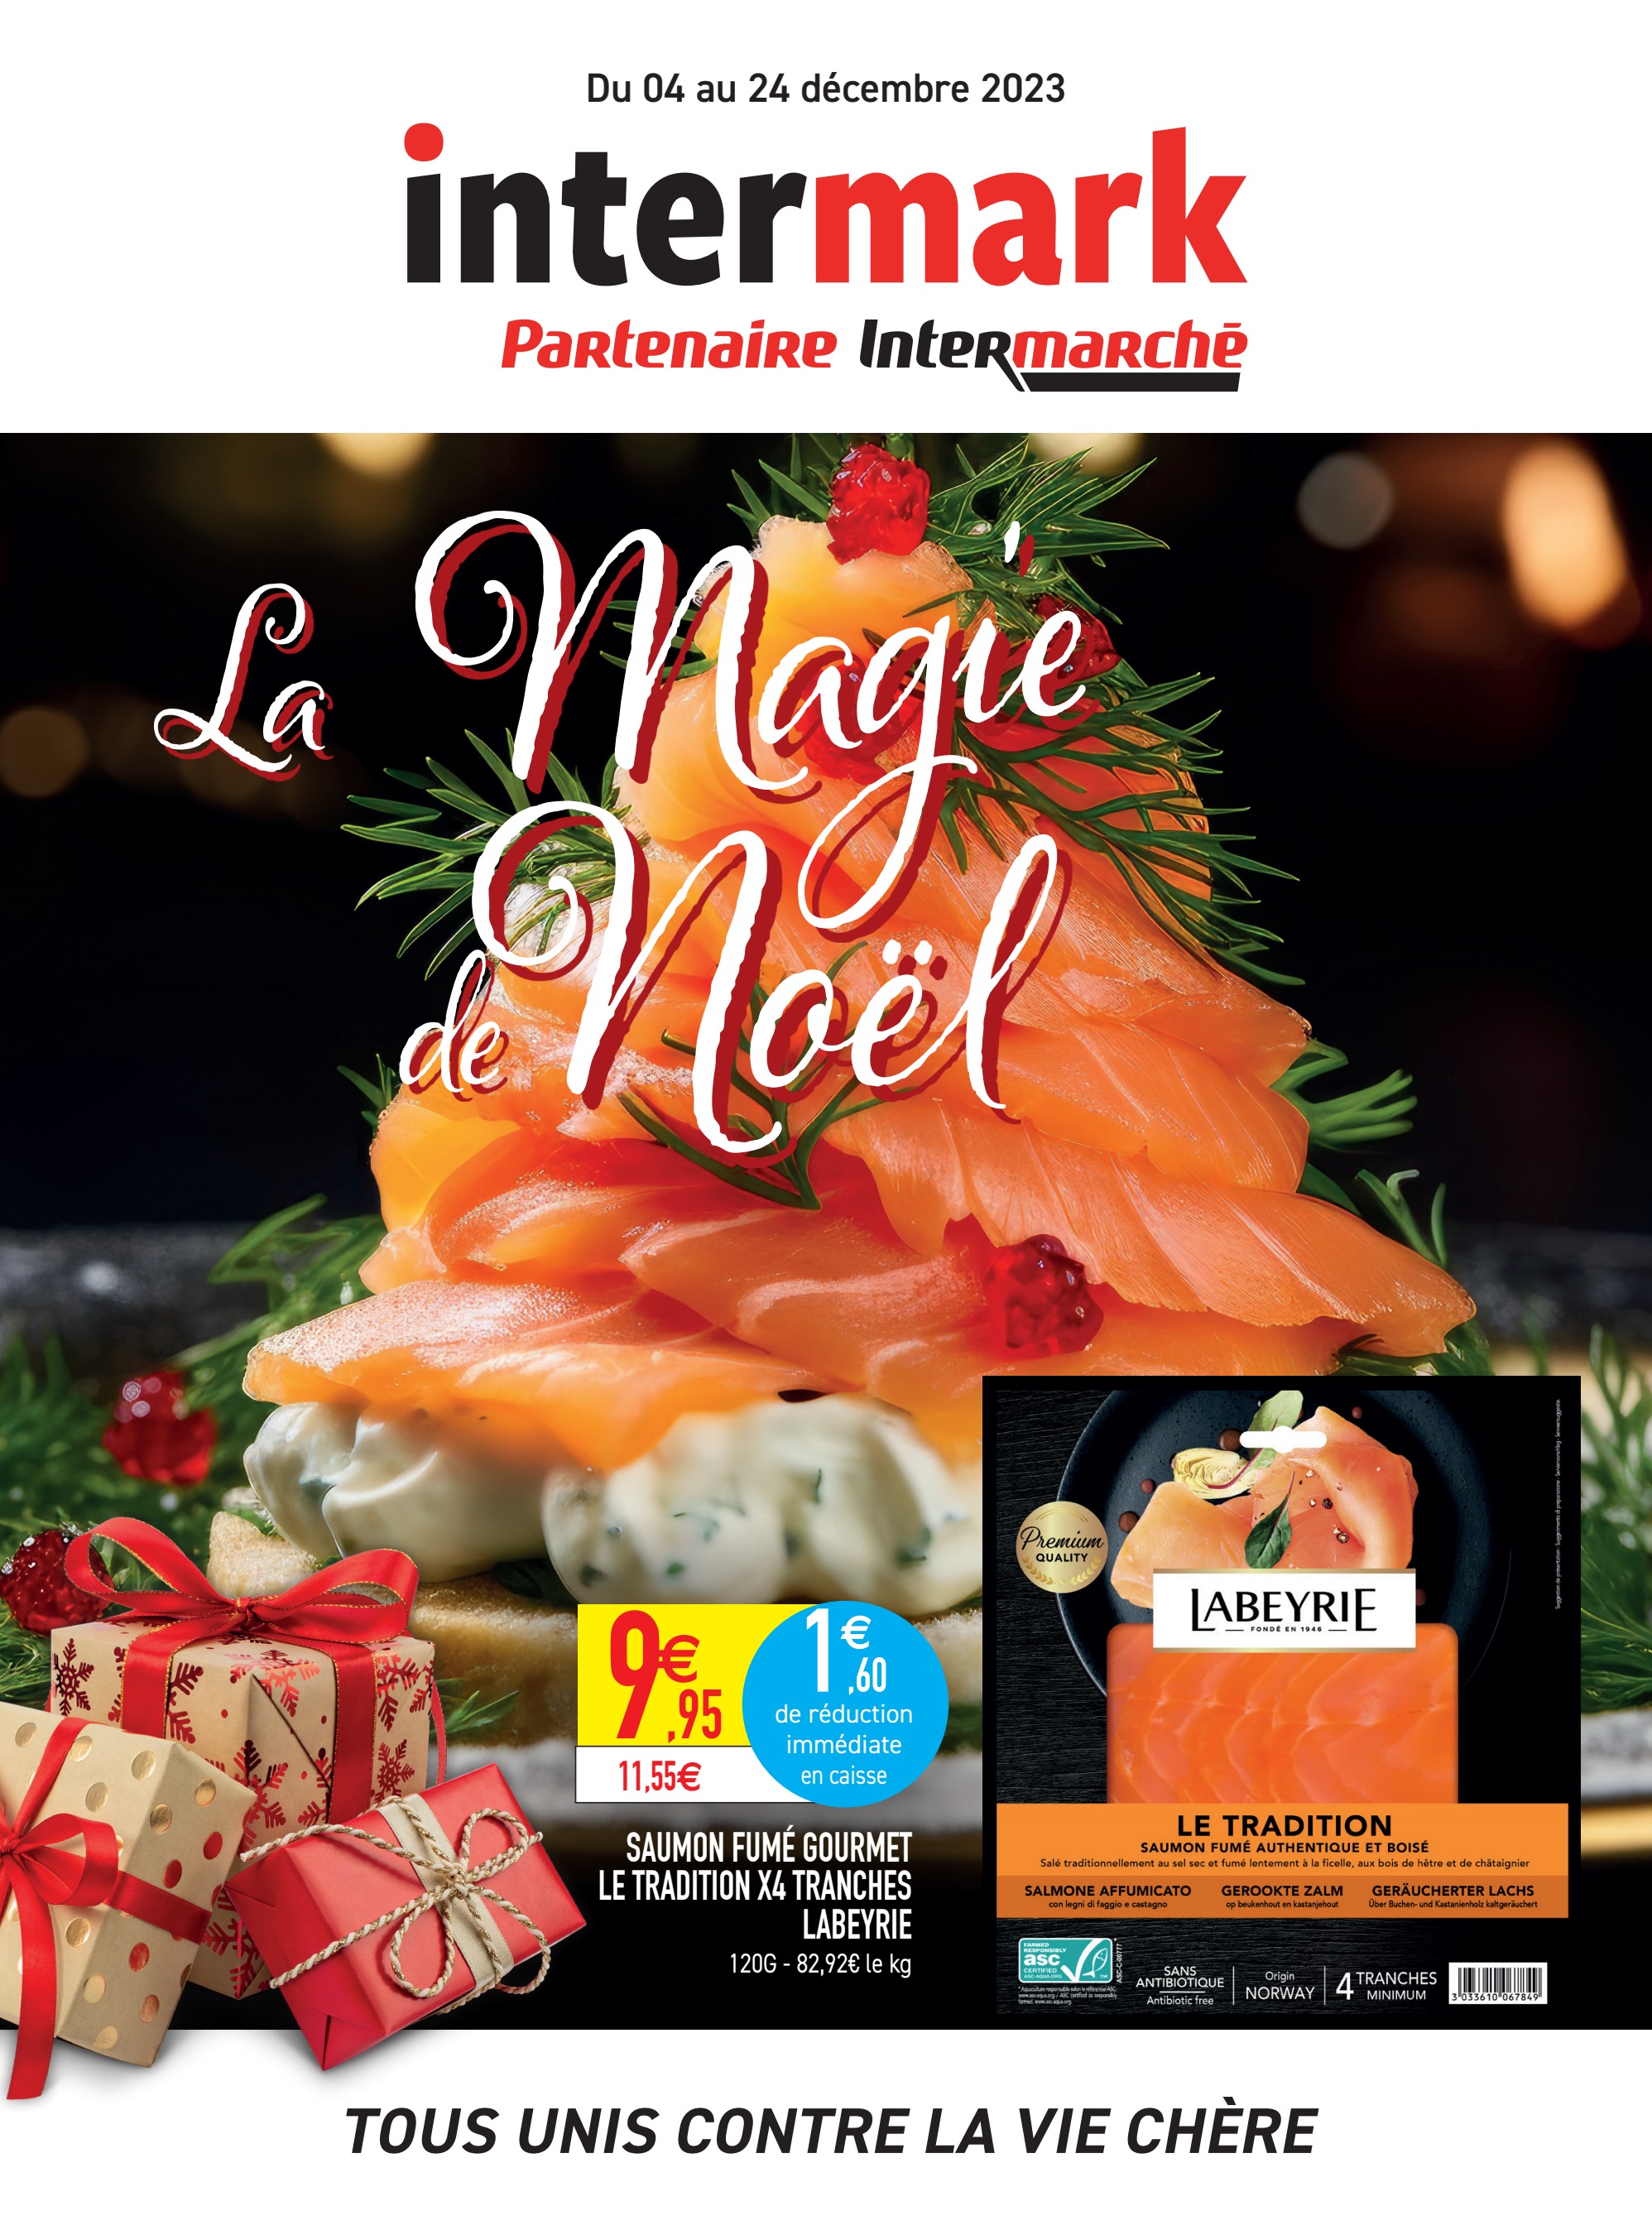 Du 04 au 24 décembre 2023
intermark
Partenaire Intermarché
La Magie
de Noël
9€,95
11,55€
1€,60
de réduction
immédiate
en caisse
SAUMON FUMÉ GOURMET
LE TRADITION X4 TRANCHES
LABEYRIE
120G - 82,92€ le kg
Premium
QUALITY
LABEYRIE
FONDÉ EN 1946
LE TRADITION
SAUMON FUMÉ AUTHENTIQUE ET BOISÉ
Salé traditionnellement au sel sec et fumé lentement à la ficelle, aux bois de hêtre et de châtaignier
SALMONE AFFUMICATO
con legni di faggio e castagno
GEROOKTE ZALM
op beukenhout en kastanjehout
GERÄUCHERTER LACHS
Über Buchen- und Kastanienholz kaltgeräuchert
FARMED
RESPONSIBLY
asc
CERTIFIED
ASC-AQUA.ORG
SANS
ANTIBIOTIQUE
Antibiotic free
Origin
NORWAY
4 TRANCHES
MINIMUM
3 033610 067849
TOUS UNIS CONTRE LA VIE CHÈRE